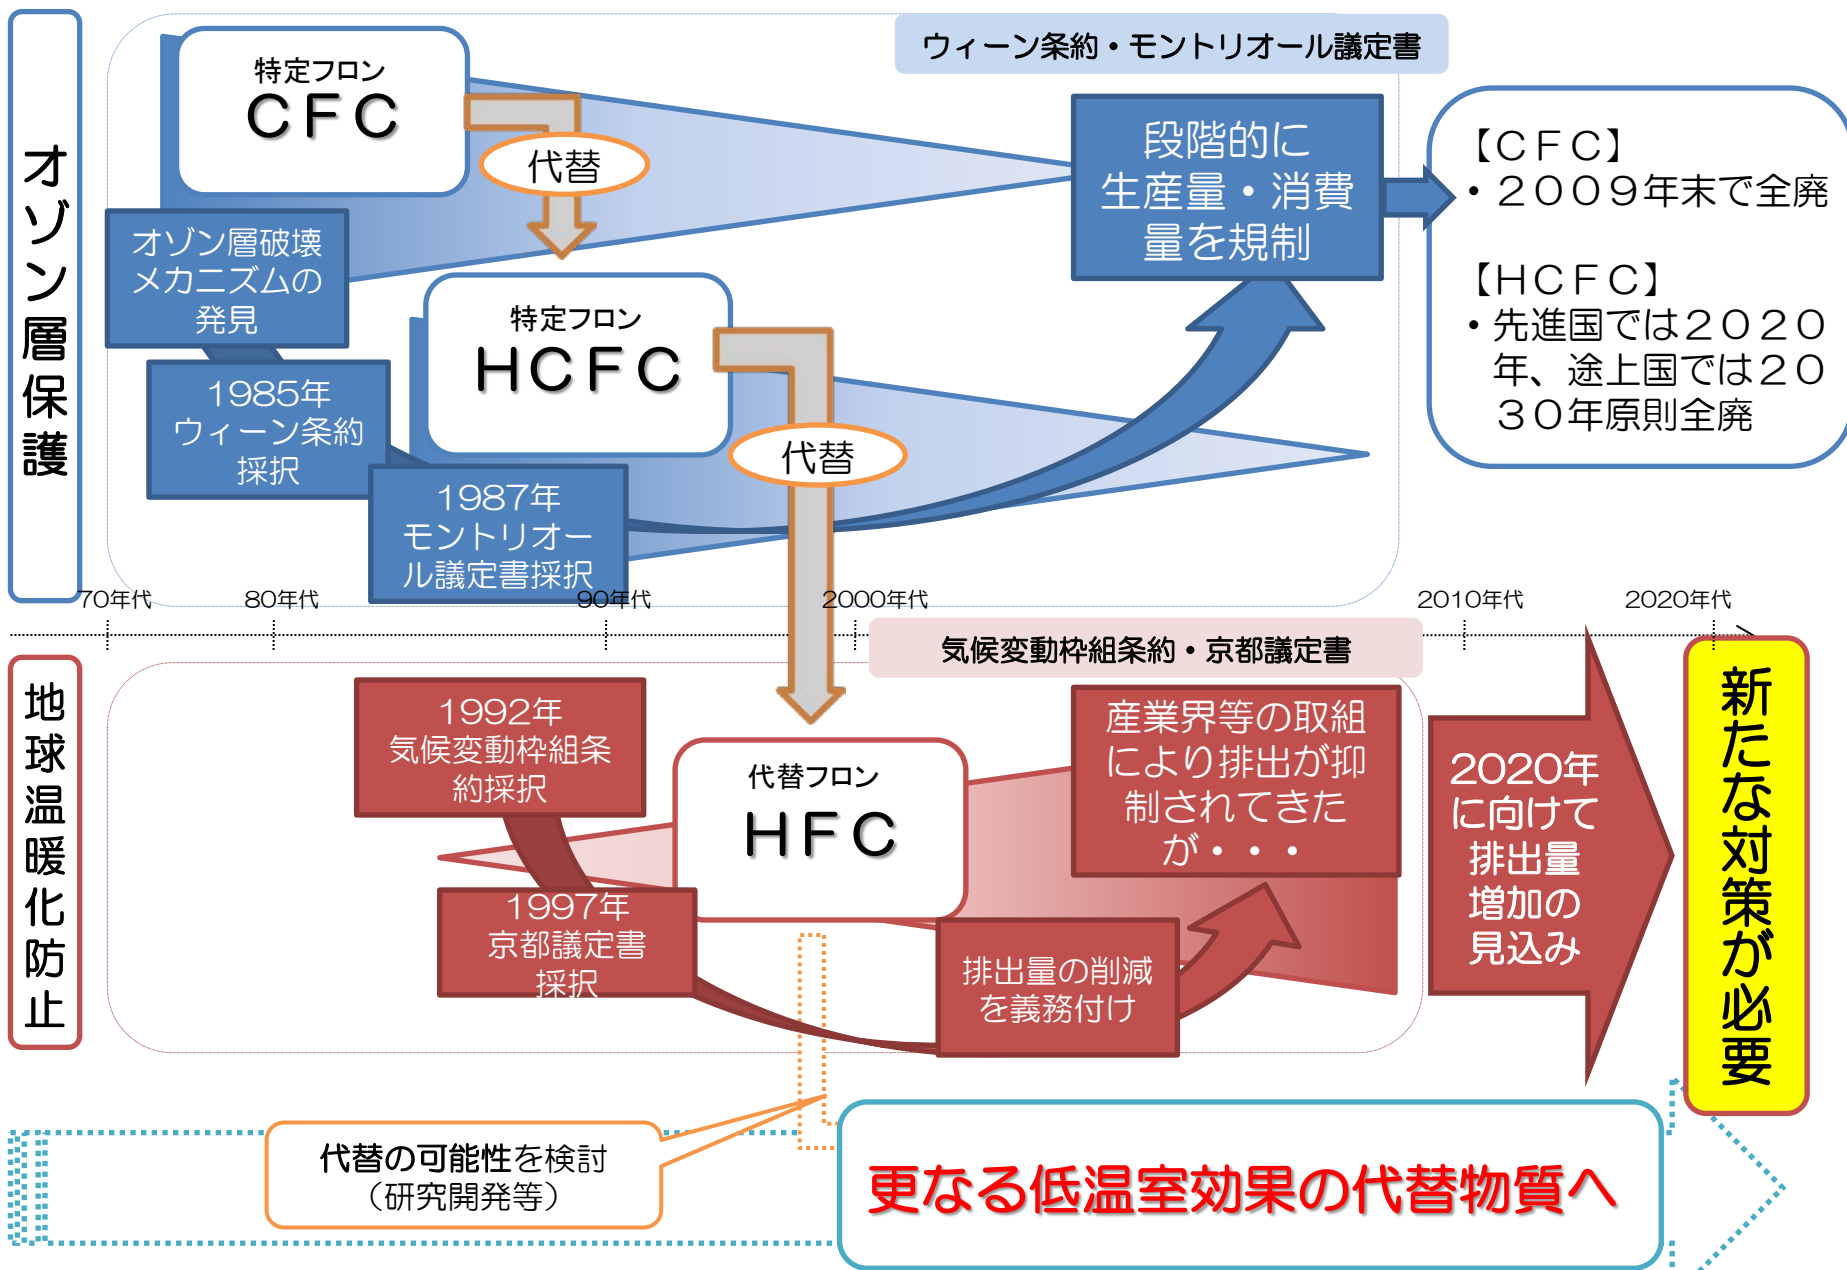 オゾン層保護
ウィーン条約・モントリオール議定書
特定フロン
ＣＦＣ
代替
段階的に
生産量・消費
量を規制
【ＣＦＣ】
・２００９年末で全廃
【ＨＣＦＣ】
・先進国では２０２０
年、途上国では２０
３０年原則全廃
オゾン層破壊
メカニズムの
発見
特定フロン
ＨＣＦＣ
代替
1985年
ウィーン条約
採択
1987年
モントリオー
ル議定書採択
70年代
80年代
90年代
2000年代
2010年代
2020年代
地球温暖化防止
気候変動枠組条約・京都議定書
1992年
気候変動枠組条
約採択
代替フロン
ＨＦＣ
産業界等の取組
により排出が抑
制されてきた
が・・・
1997年
京都議定書
採択
排出量の削減
を義務付け
2020年
に向けて
排出量
増加の
見込み
新たな対策が必要
代替の可能性を検討
（研究開発等）
更なる低温室効果の代替物質へ